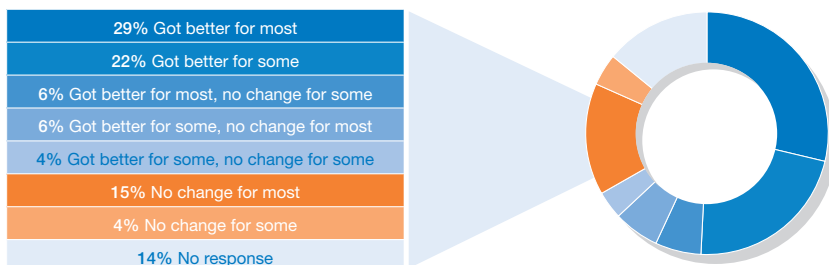 29% Got better for most
22% Got better for some
6% Got better for most, no change for some
6% Got better for some, no change for most
4% Got better for some, no change for some
15% No change for most
4% No change for some
14% No response